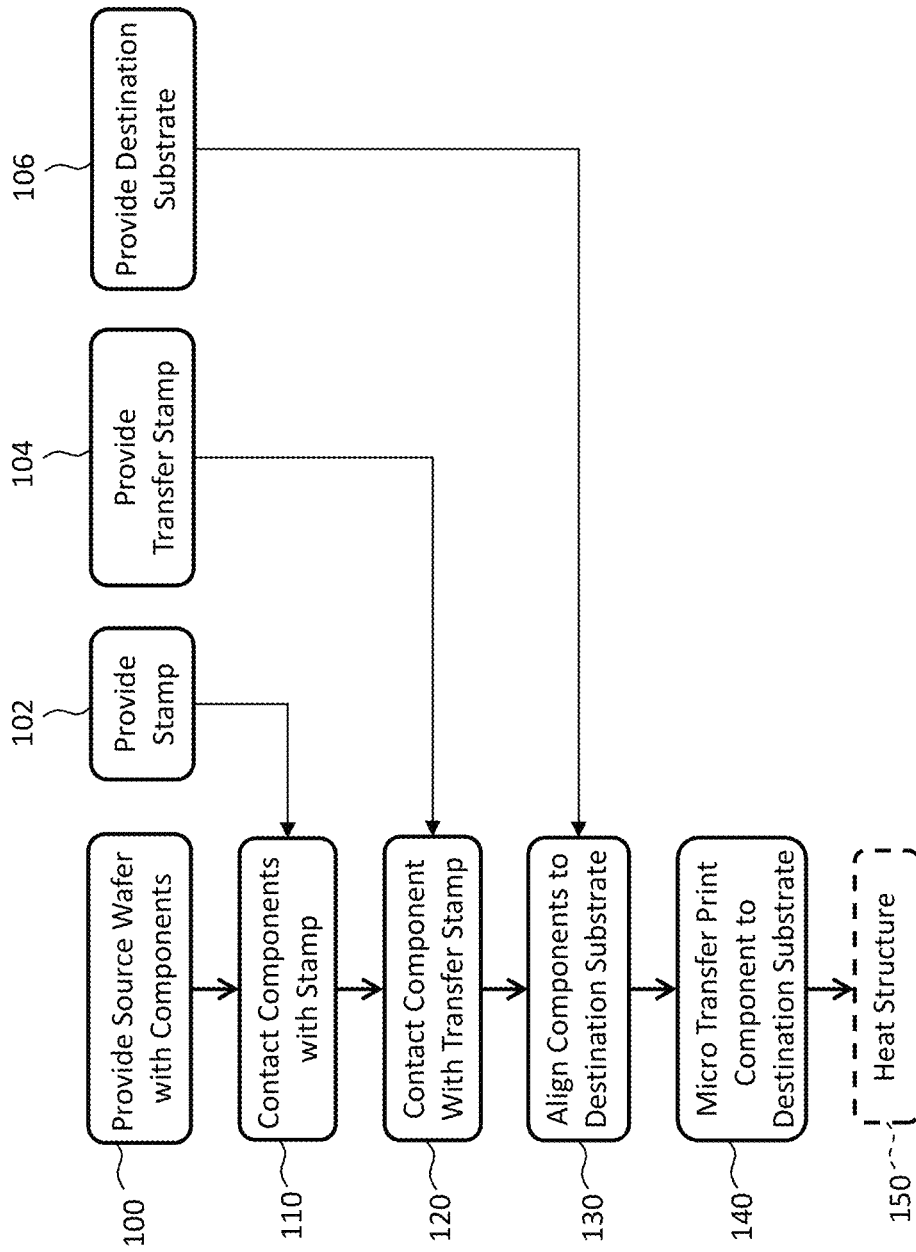 100
Provide Source Wafer
with Components
102
Provide
Stamp
104
Provide
Transfer Stamp
106
Provide Destination
Substrate
110
Contact Components
with Stamp
120
Contact Component
With Transfer Stamp
130
Align Components to
Destination Substrate
140
Micro Transfer Print
Component to
Destination Substrate
150
Heat Structure